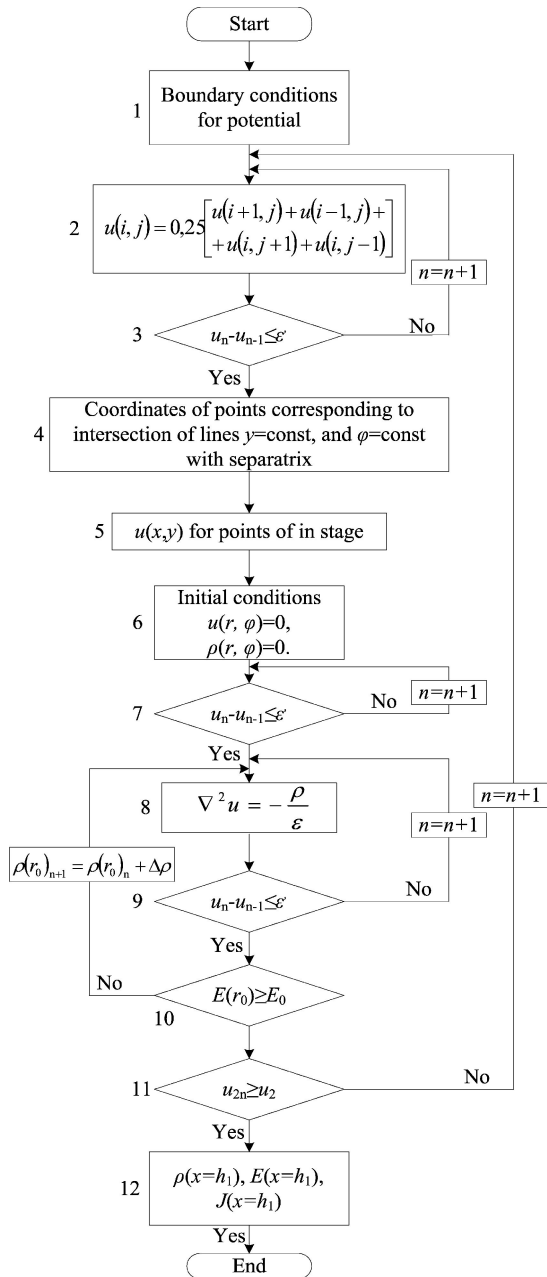 Start
1
Boundary conditions
for potential
2
u(i, j) = 0,25[u(i+1, j)+u(i−1, j)+
+u(i, j+1)+u(i, j−1)]
n=n+1
3
uₙ-uₙ₋₁≤ε'
No
Yes
4
Coordinates of points corresponding to
intersection of lines y=const, and φ=const
with separatrix
5
u(x,y) for points of in stage
6
Initial conditions
u(r, φ)=0,
ρ(r, φ)=0.
n=n+1
7
uₙ-uₙ₋₁≤ε'
No
Yes
8
∇²u = −ρ/ε
n=n+1
n=n+1
ρ(r₀)ₙ₊₁ = ρ(r₀)ₙ + Δρ
9
uₙ-uₙ₋₁≤ε'
No
Yes
No
E(r₀)≥E₀
10
11
u₂ₙ≥u₂
No
Yes
12
ρ(x=h₁), E(x=h₁),
J(x=h₁)
Yes
End